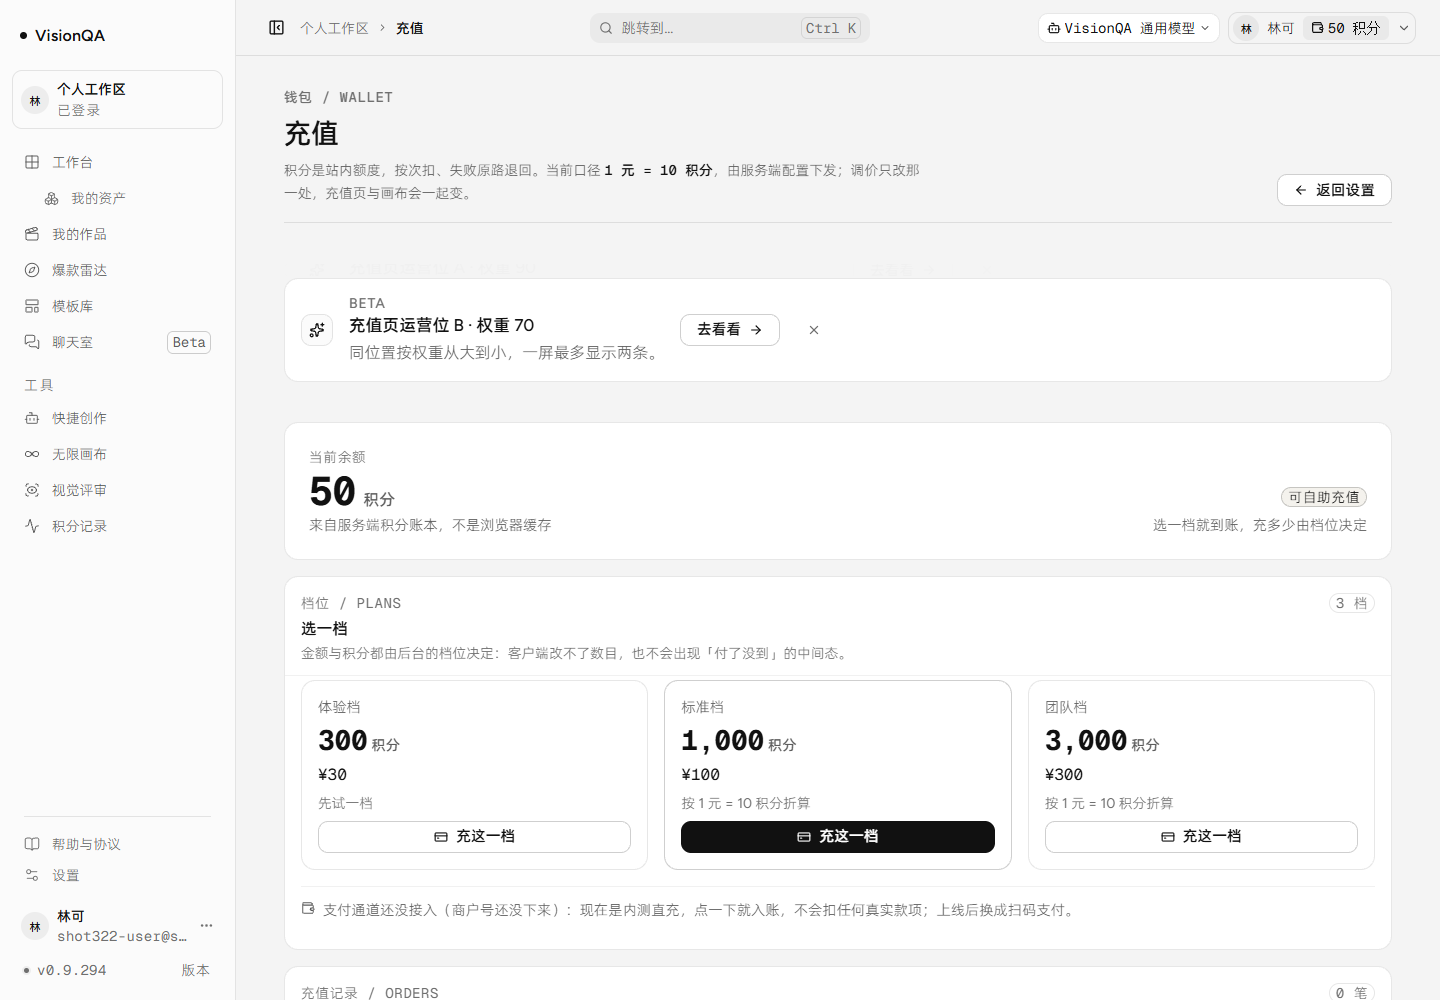 VisionQA
林
个人工作区
已登录
工作台
我的资产
我的作品
爆款雷达
模板库
聊天室
Beta
工具
快捷创作
无限画布
视觉评审
积分记录
帮助与协议
设置
林
林可
shot322-user@s…
v0.9.294
版本
个人工作区 › 充值
跳转到…
Ctrl K
VisionQA 通用模型
林
林可
50 积分
钱包 / WALLET
充值
积分是站内额度，按次扣、失败原路退回。当前口径 1 元 = 10 积分，由服务端配置下发；调价只改那
一处，充值页与画布会一起变。
返回设置
BETA
充值页运营位 B · 权重 70
同位置按权重从大到小，一屏最多显示两条。
去看看
当前余额
50 积分
来自服务端积分账本，不是浏览器缓存
可自助充值
选一档就到账，充多少由档位决定
档位 / PLANS
3 档
选一档
金额与积分都由后台的档位决定：客户端改不了数目，也不会出现「付了没到」的中间态。
体验档
300 积分
¥30
先试一档
充这一档
标准档
1,000 积分
¥100
按 1 元 = 10 积分折算
充这一档
团队档
3,000 积分
¥300
按 1 元 = 10 积分折算
充这一档
支付通道还没接入（商户号还没下来）：现在是内测直充，点一下就入账，不会扣任何真实款项；上线后换成扫码支付。
充值记录 / ORDERS
0 笔